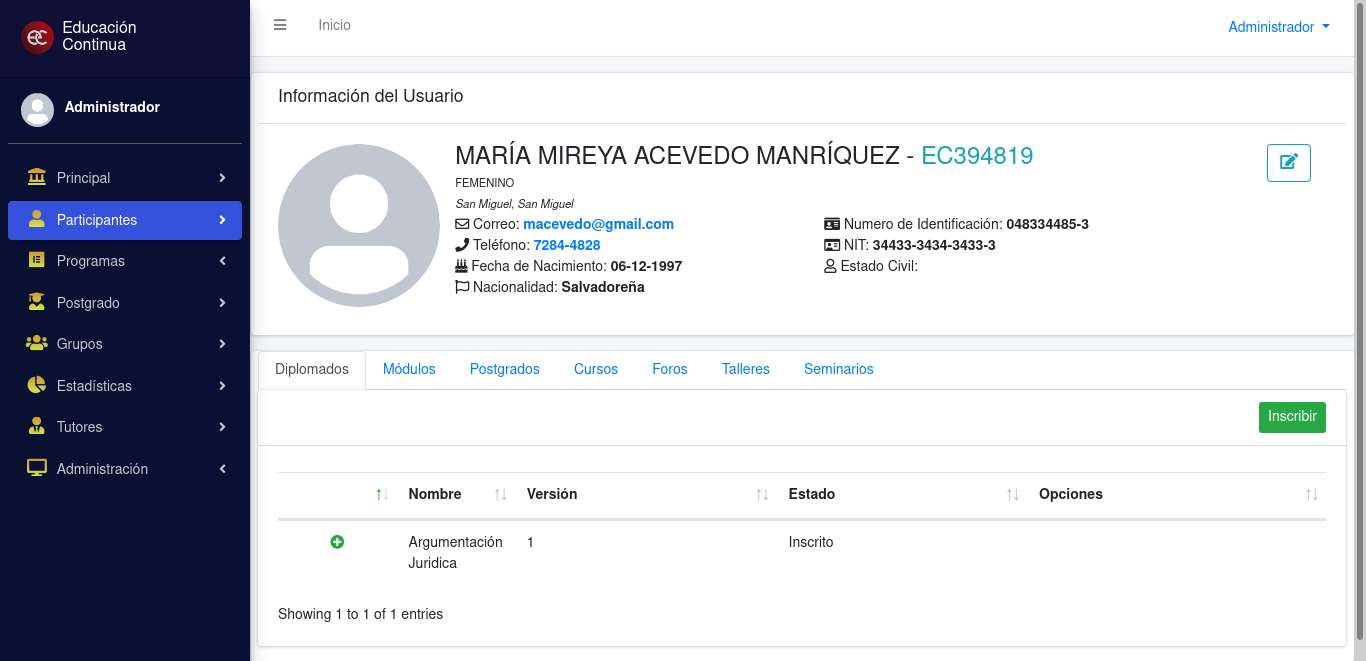 Educación
Continua
Inicio
Administrador
Administrador
Principal
Participantes
Programas
Postgrado
Grupos
Estadísticas
Tutores
Administración
Información del Usuario
MARÍA MIREYA ACEVEDO MANRÍQUEZ - EC394819
FEMENINO
San Miguel, San Miguel
Correo: macevedo@gmail.com
Numero de Identificación: 048334485-3
Teléfono: 7284-4828
NIT: 34433-3434-3433-3
Fecha de Nacimiento: 06-12-1997
Estado Civil:
Nacionalidad: Salvadoreña
Diplomados Módulos Postgrados Cursos Foros Talleres Seminarios
Inscribir
Nombre Versión Estado Opciones
Argumentación 1 Inscrito
Juridica
Showing 1 to 1 of 1 entries